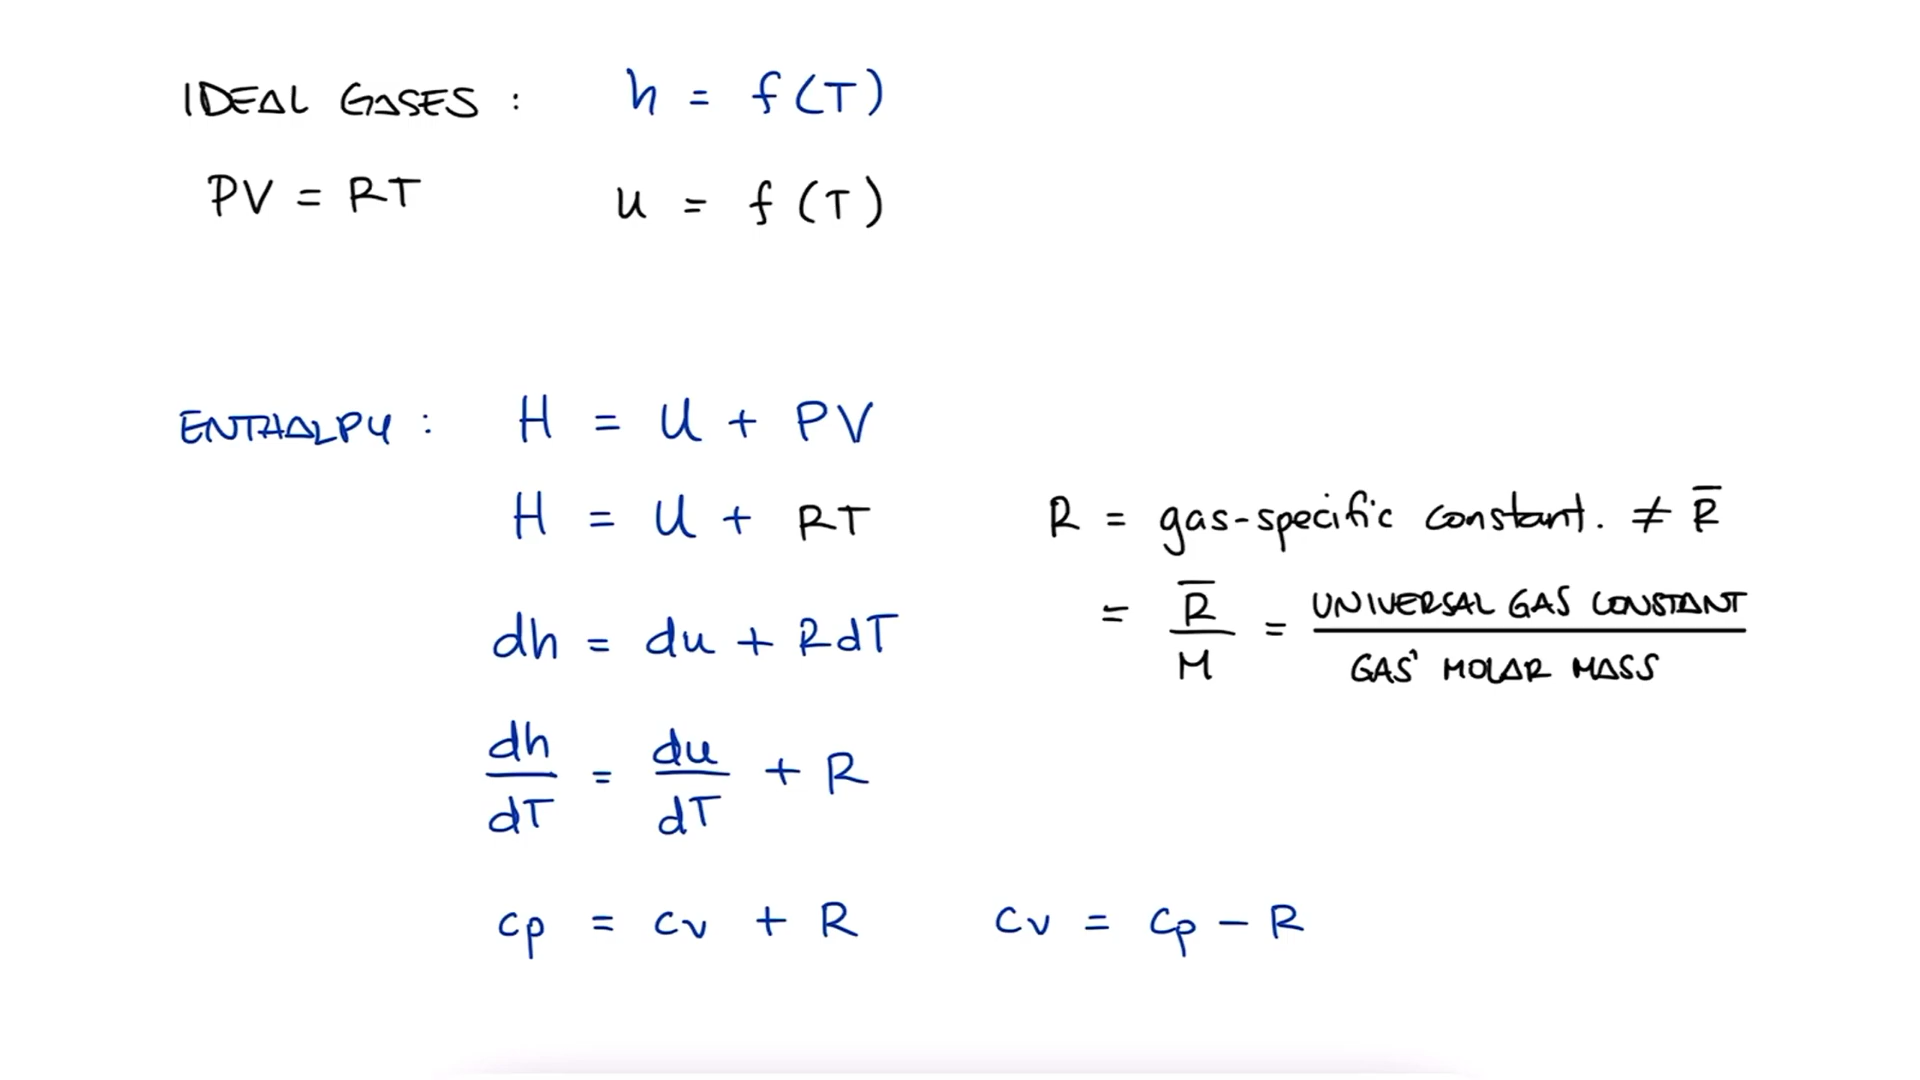 IDEAL GASES : h = f(T)
PV = RT u = f (T)
ENTHALPY : H = U + PV
H = U + RT
R = gas-specific constant. ≠ R̅
dh = du + RdT
= R̅/M = UNIVERSAL GAS CONSTANT/GAS' MOLAR MASS
dh/dT = du/dT + R
cp = cv + R cv = cp - R